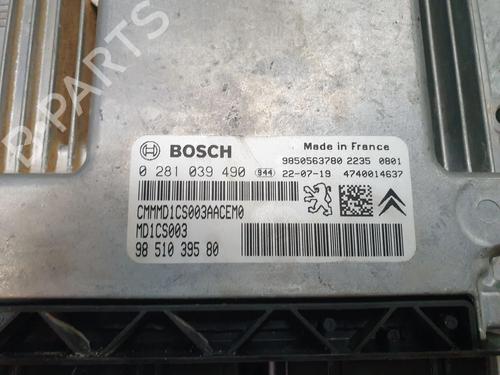 B PARTS
BOSCH
Made in France
9850563780 2235 0801
0 281 039 490 944 22-07-19 4740014637
CMMMD1CS003AACEM0
MD1CS003
98 510 395 80